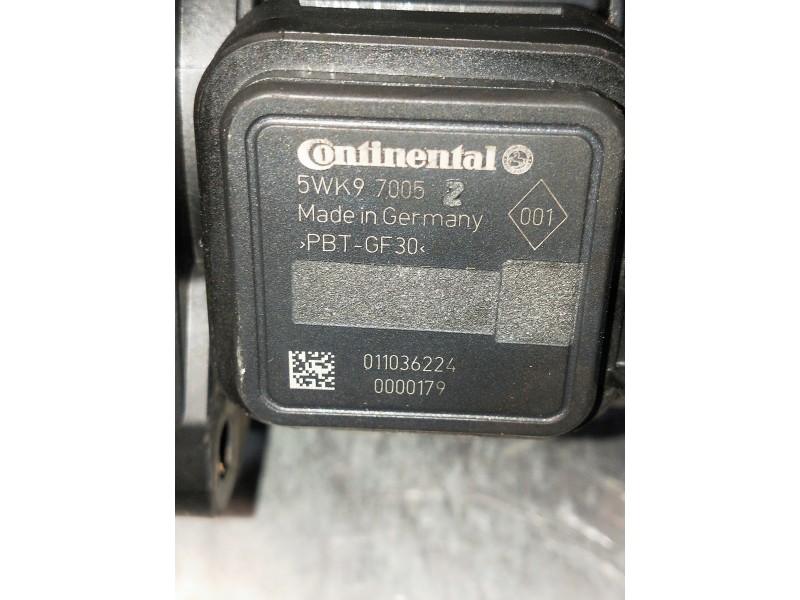 Continental
5WK9 7005 2
Made in Germany
001
>PBT-GF30<
011036224
0000179